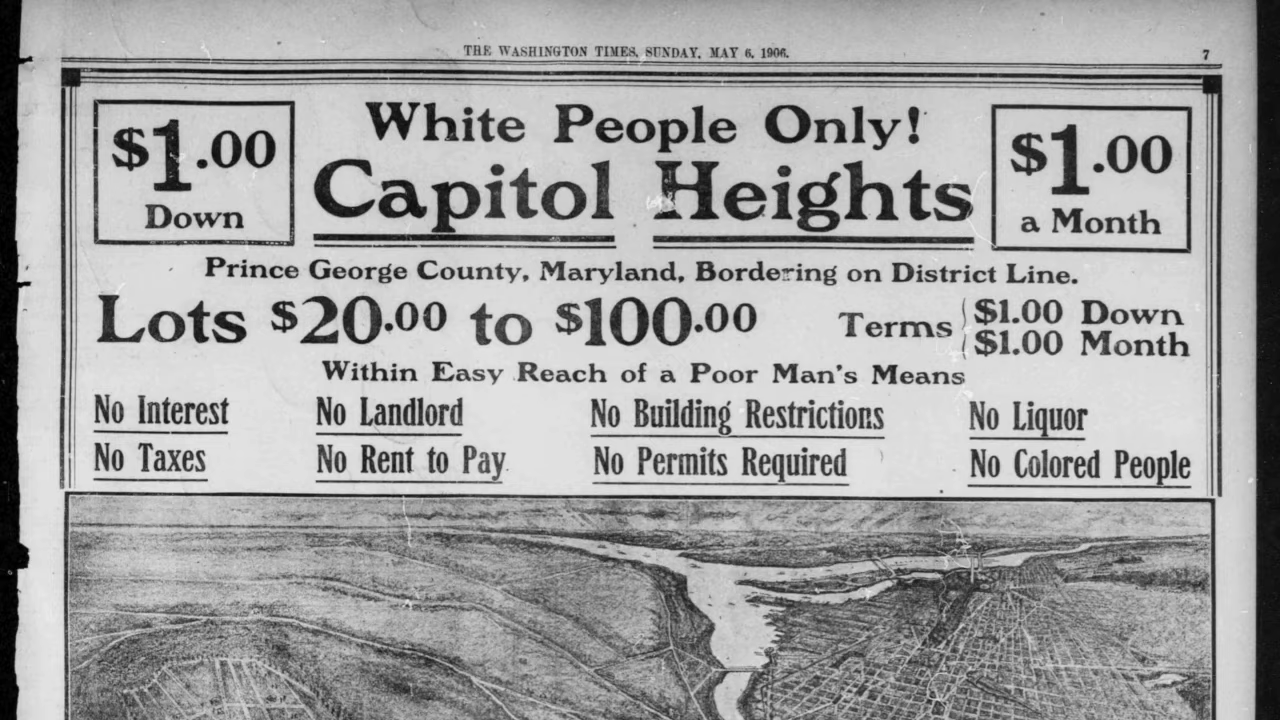 THE WASHINGTON TIMES, SUNDAY, MAY 6, 1906.
7
$1.00
Down
White People Only!
Capitol Heights
$1.00
a Month
Prince George County, Maryland, Bordering on District Line.
Lots $20.00 to $100.00
Terms
$1.00 Down
$1.00 Month
Within Easy Reach of a Poor Man's Means
No Interest
No Landlord
No Building Restrictions
No Liquor
No Taxes
No Rent to Pay
No Permits Required
No Colored People